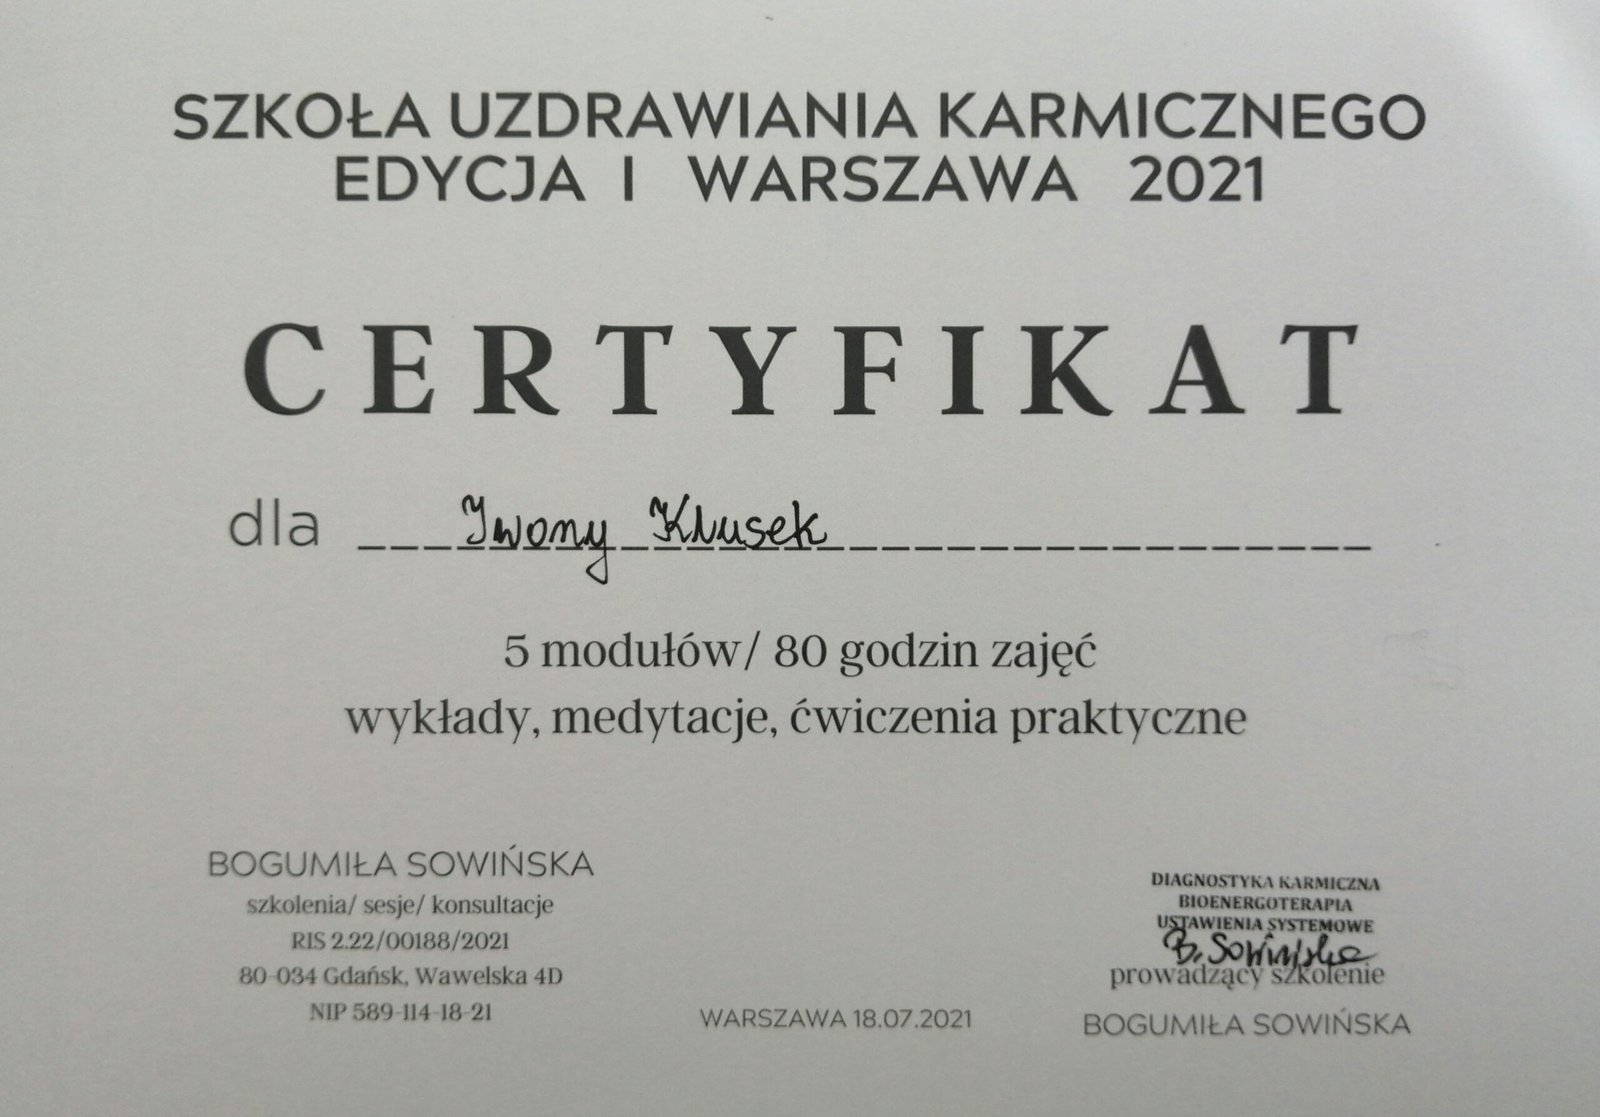 SZKOŁA UZDRAWIANIA KARMICZNEGO
EDYCJA I WARSZAWA 2021
CERTYFIKAT
dla Iwony Klusek
5 modułów/ 80 godzin zajęć
wykłady, medytacje, ćwiczenia praktyczne
BOGUMIŁA SOWIŃSKA
szkolenia/ sesje/ konsultacje
RIS 2.22/00188/2021
80-034 Gdańsk, Wawelska 4D
NIP 589-114-18-21
WARSZAWA 18.07.2021
DIAGNOSTYKA KARMICZNA
BIOENERGOTERAPIA
USTAWIENIA SYSTEMOWE
B. Sowińska
prowadzący szkolenie
BOGUMIŁA SOWIŃSKA